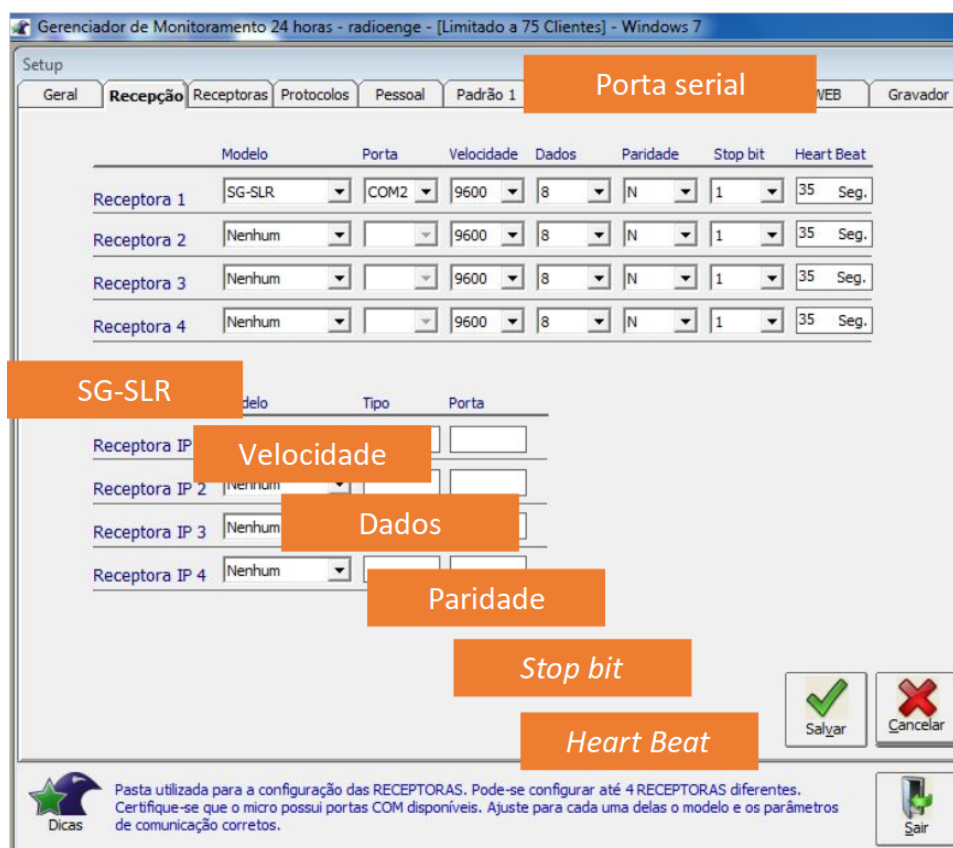 Gerenciador de Monitoramento 24 horas - radioenge - [Limitado a 75 Clientes] - Windows 7
Setup
Geral Recepção Receptoras Protocolos Pessoal Padrão 1 Porta serial WEB Gravador
Modelo Porta Velocidade Dados Paridade Stop bit Heart Beat
Receptora 1 SG-SLR COM2 9600 8 N 1 35 Seg.
Receptora 2 Nenhum 9600 8 N 1 35 Seg.
Receptora 3 Nenhum 9600 8 N 1 35 Seg.
Receptora 4 Nenhum 9600 8 N 1 35 Seg.
SG-SLR
Tipo Porta
Receptora IP
Velocidade
Receptora IP 2 Nenhum
Dados
Receptora IP 3 Nenhum
Receptora IP 4 Nenhum
Paridade
Stop bit
Heart Beat
Salvar Cancelar
Pasta utilizada para a configuração das RECEPTORAS. Pode-se configurar até 4 RECEPTORAS diferentes.
Certifique-se que o micro possui portas COM disponíveis. Ajuste para cada uma delas o modelo e os parâmetros
de comunicação corretos.
Dicas
Sair